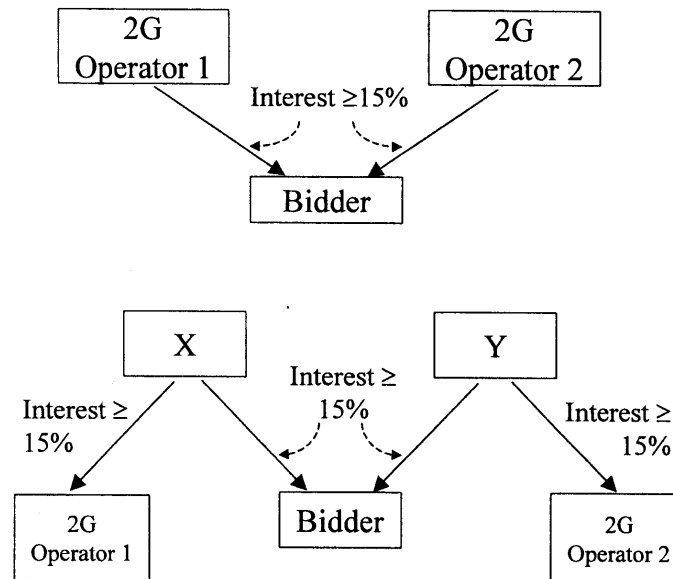 2G
Operator 1
2G
Operator 2
Interest ≥15%
Bidder
X
Y
Interest ≥
15%
Interest ≥
15%
Interest ≥
15%
2G
Operator 1
Bidder
2G
Operator 2